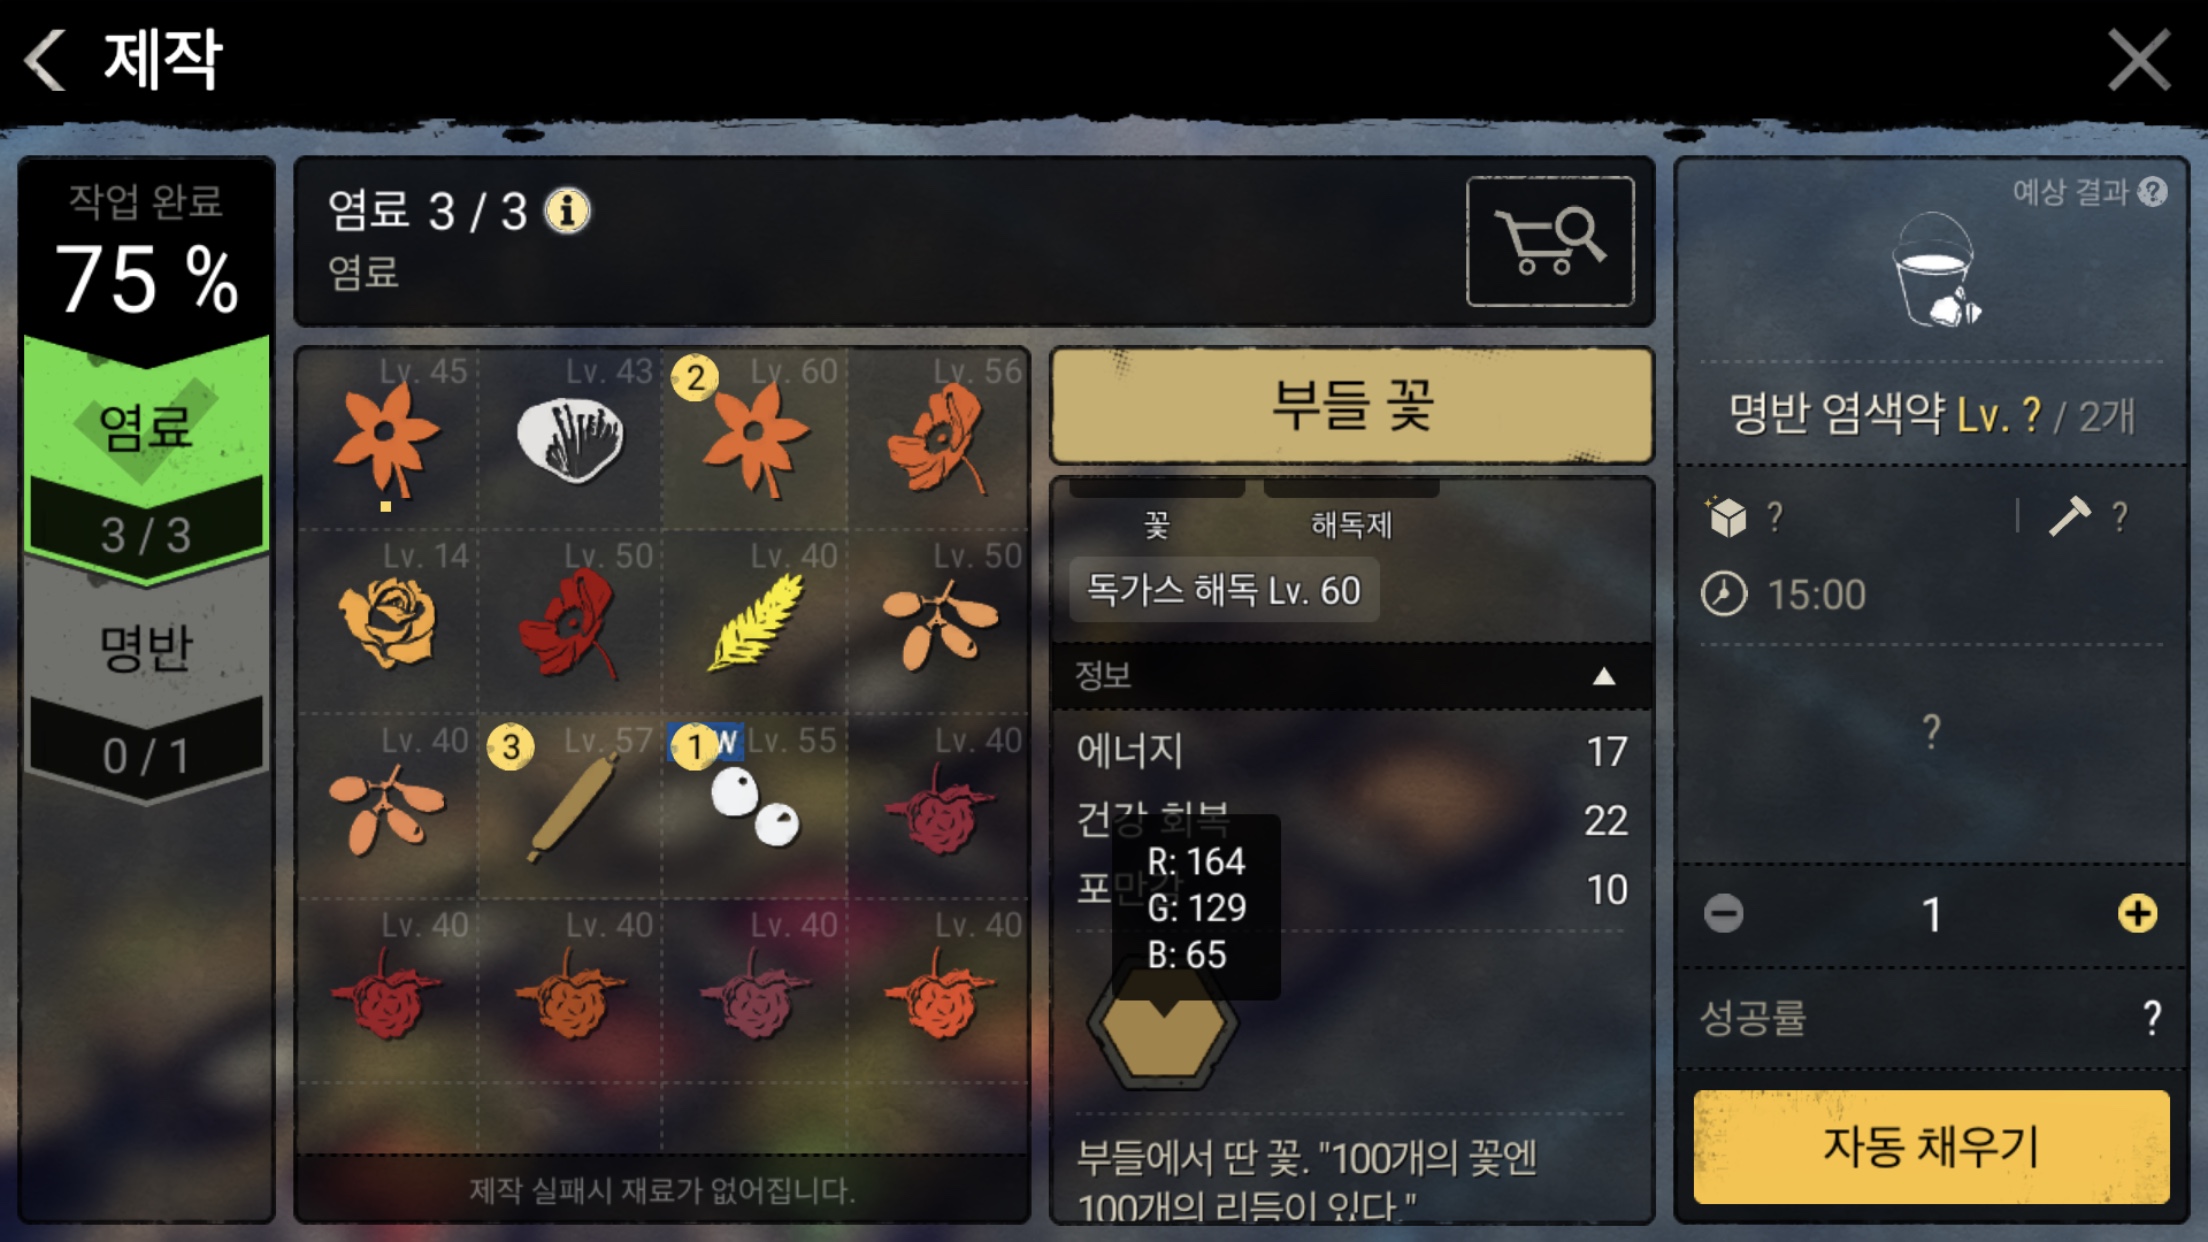 제작
작업 완료
75 %
염료
3 / 3
명반
0 / 1
염료 3 / 3
염료
Lv. 45
Lv. 43
2
Lv. 60
Lv. 56
Lv. 14
Lv. 50
Lv. 40
Lv. 50
Lv. 40
3
Lv. 57
1
W
Lv. 55
Lv. 40
Lv. 40
Lv. 40
Lv. 40
Lv. 40
제작 실패시 재료가 없어집니다.
부들 꽃
꽃
해독제
독가스 해독 Lv. 60
정보
에너지 17
건강 회복 22
포만감 10
R: 164
G: 129
B: 65
부들에서 딴 꽃. "100개의 꽃엔
100개의 리듬이 있다."
예상 결과 ?
명반 염색약 Lv. ? / 2개
?
?
15:00
?
1
성공률 ?
자동 채우기